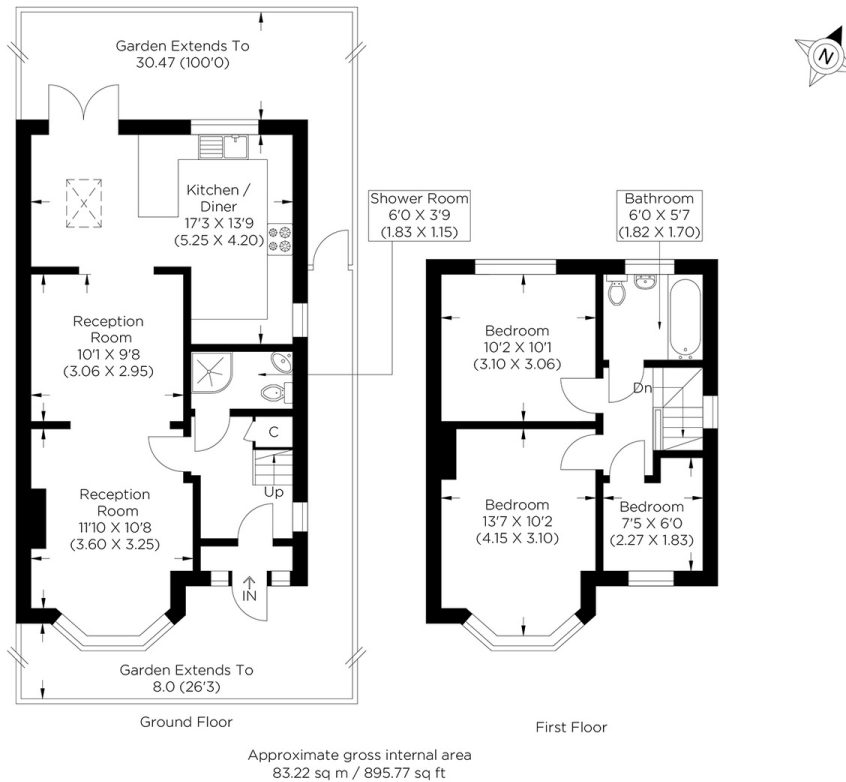 Garden Extends To
30.47 (100'0)
N
Kitchen /
Diner
17'3 X 13'9
(5.25 X 4.20)
Shower Room
6'0 X 3'9
(1.83 X 1.15)
Bathroom
6'0 X 5'7
(1.82 X 1.70)
Reception
Room
10'1 X 9'8
(3.06 X 2.95)
Bedroom
10'2 X 10'1
(3.10 X 3.06)
Dn
C
Up
Reception
Room
11'10 X 10'8
(3.60 X 3.25)
Bedroom
13'7 X 10'2
(4.15 X 3.10)
Bedroom
7'5 X 6'0
(2.27 X 1.83)
IN
Garden Extends To
8.0 (26'3)
Ground Floor
First Floor
Approximate gross internal area
83.22 sq m / 895.77 sq ft